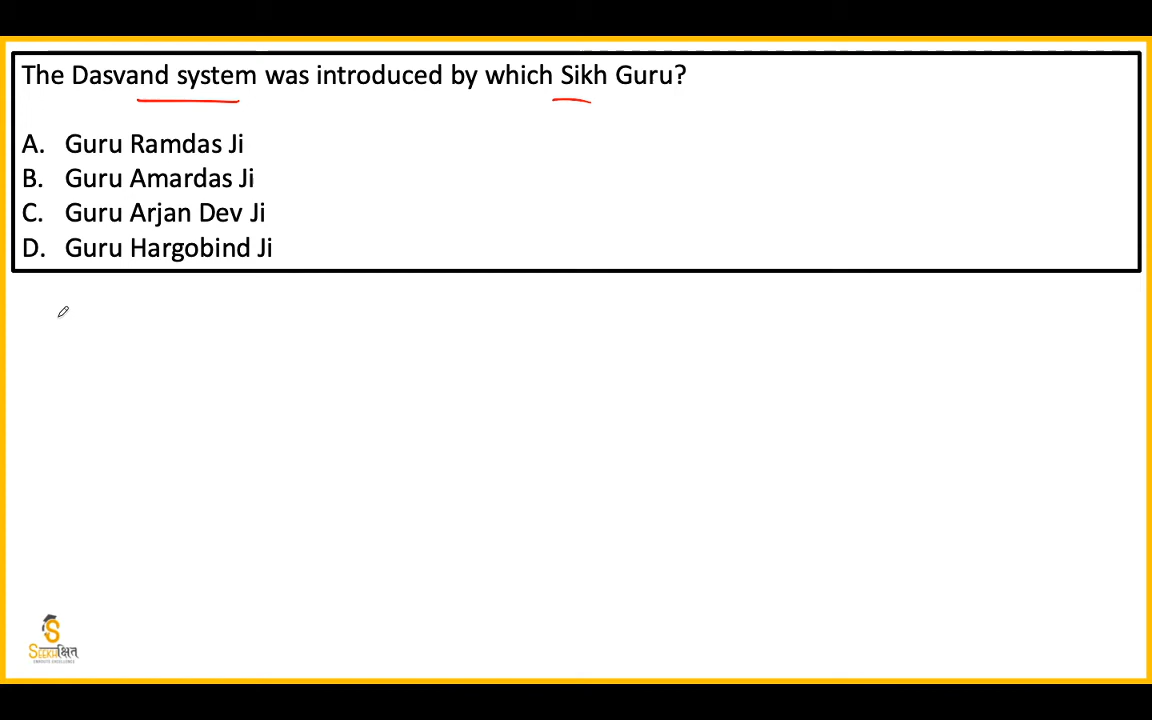 The Dasvand system was introduced by which Sikh Guru?
A. Guru Ramdas Ji
B. Guru Amardas Ji
C. Guru Arjan Dev Ji
D. Guru Hargobind Ji
S
SEEKHक्षित